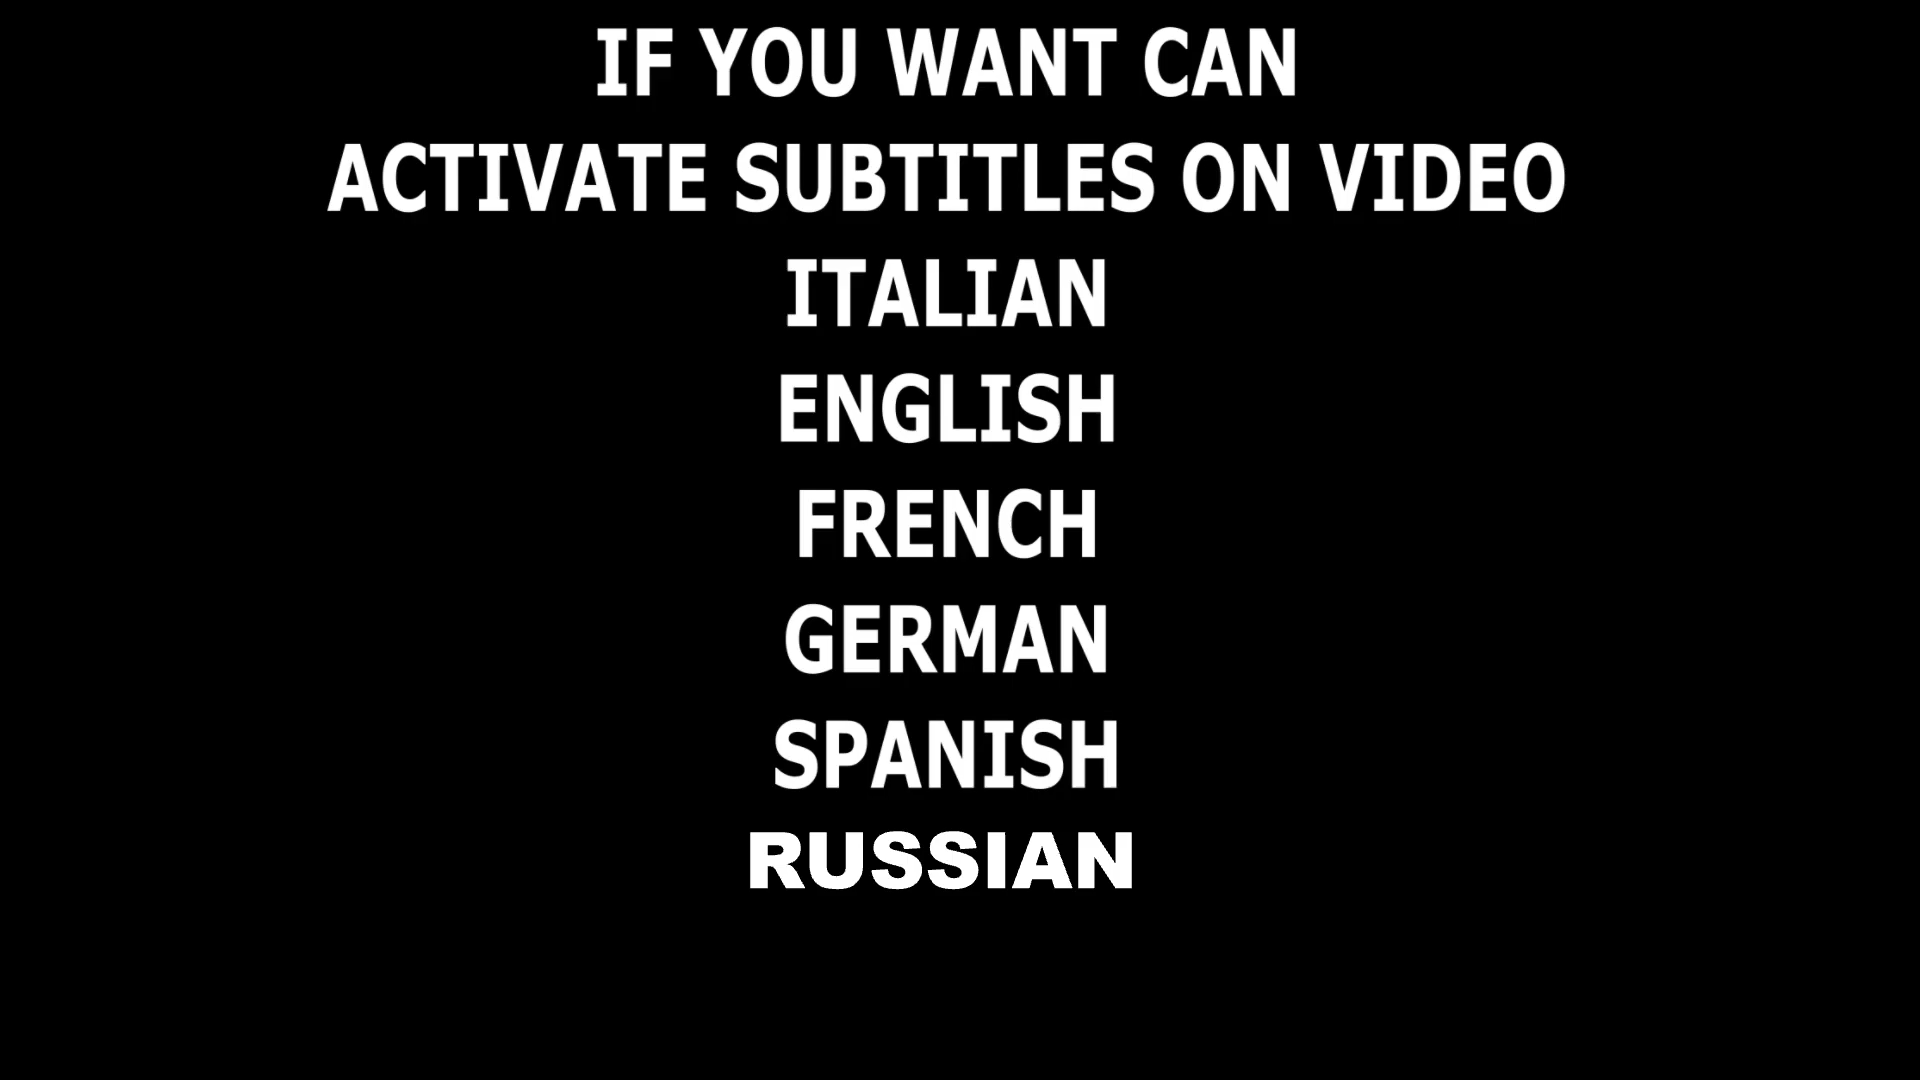 IF YOU WANT CAN
ACTIVATE SUBTITLES ON VIDEO
ITALIAN
ENGLISH
FRENCH
GERMAN
SPANISH
RUSSIAN